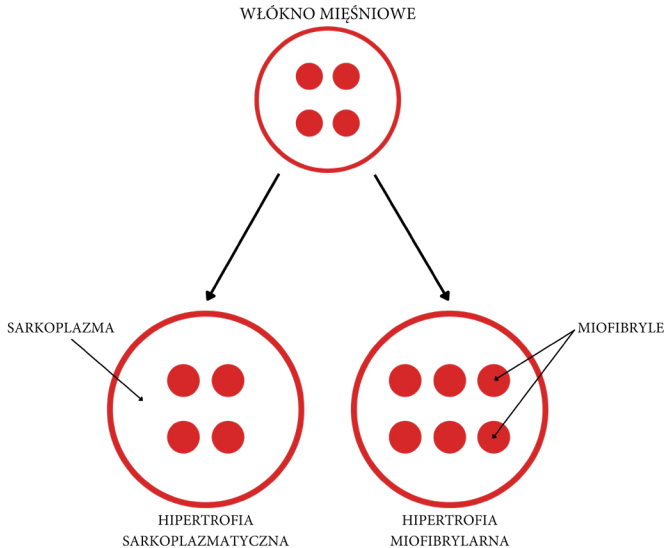 WŁÓKNO MIĘŚNIOWE
SARKOPLAZMA
MIOFIBRYLE
HIPERTROFIA
SARKOPLAZMATYCZNA
HIPERTROFIA
MIOFIBRYLARNA